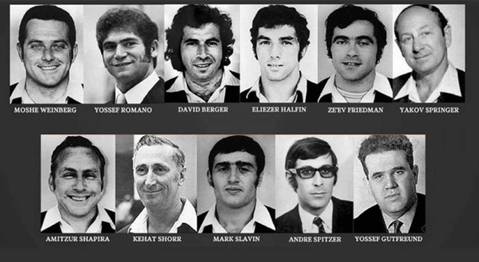 MOSHE WEINBERG YOSSEF ROMANO DAVID BERGER ELIEZER HALFIN ZE'EV FRIEDMAN YAKOV SPRINGER
AMITZUR SHAPIRA KEHAT SHORR MARK SLAVIN ANDRE SPITZER YOSSEF GUTFREUND